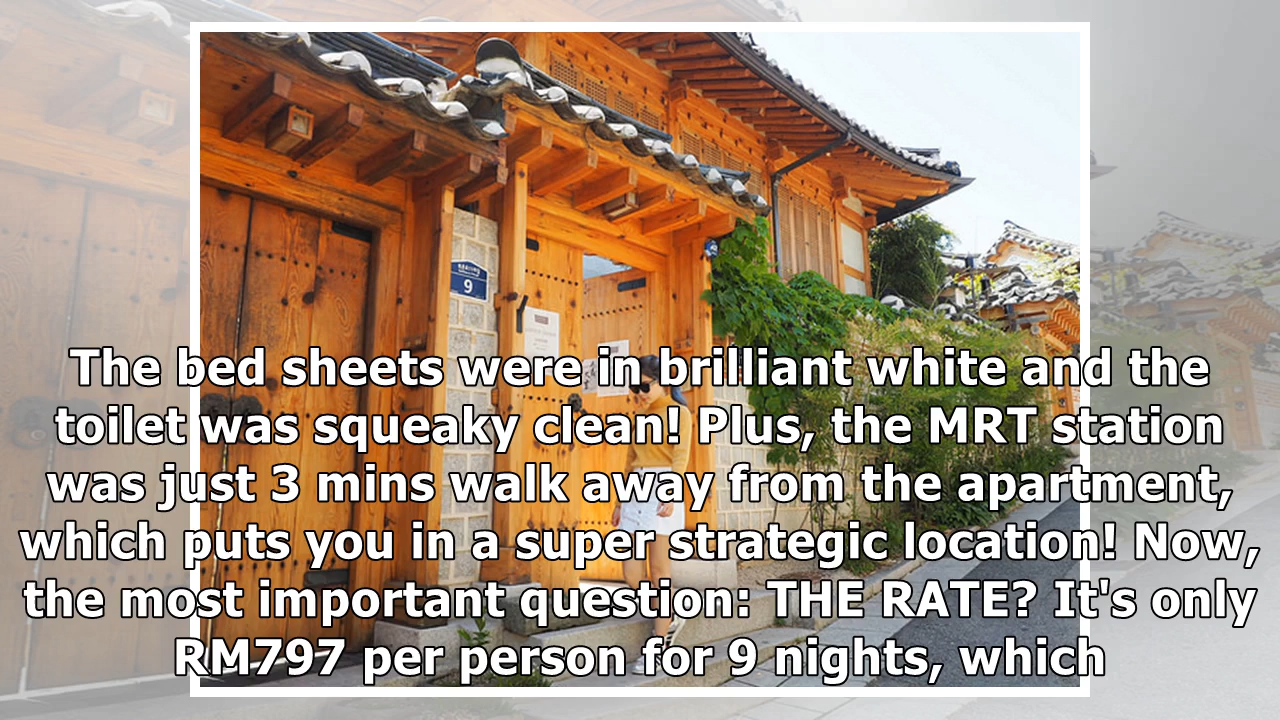 9
The bed sheets were in brilliant white and the
toilet was squeaky clean! Plus, the MRT station
was just 3 mins walk away from the apartment,
which puts you in a super strategic location! Now,
the most important question: THE RATE? It's only
RM797 per person for 9 nights, which